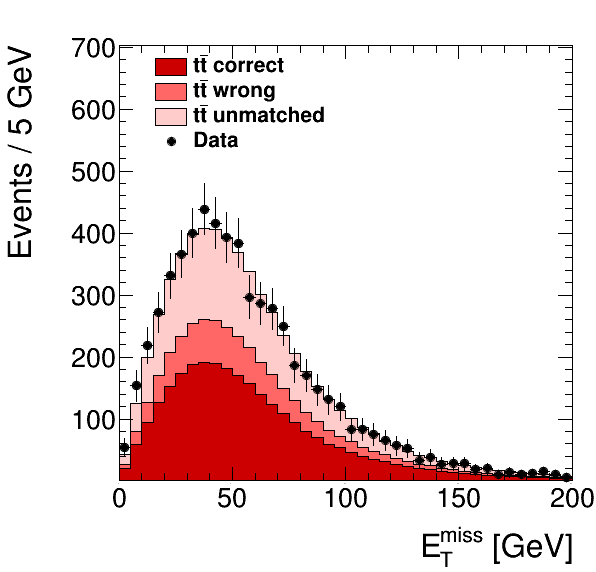 Events / 5 GeV
700
600
500
400
300
200
100
tt̄ correct
tt̄ wrong
tt̄ unmatched
Data
0 50 100 150 200
E_T^miss [GeV]